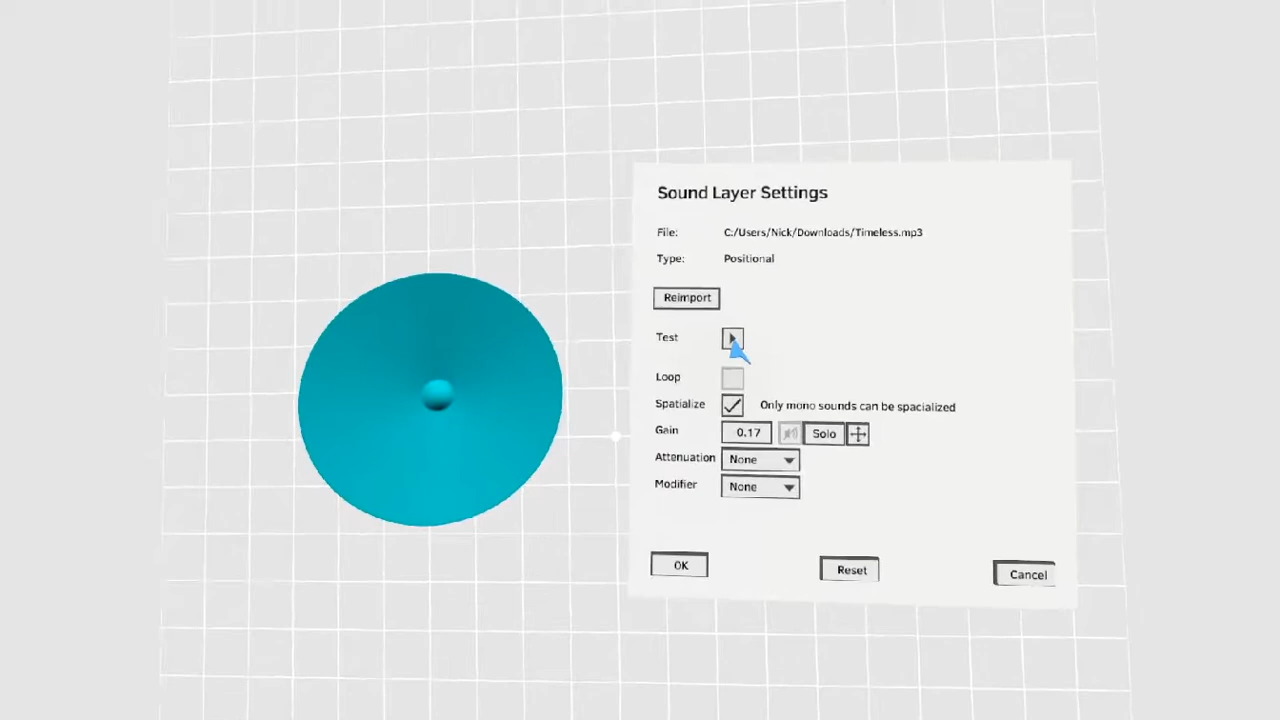 Sound Layer Settings
File: C:/Users/Nick/Downloads/Timeless.mp3
Type: Positional
Reimport
Test
Loop
Spatialize Only mono sounds can be spacialized
Gain 0.17 Solo
Attenuation None
Modifier None
OK Reset Cancel